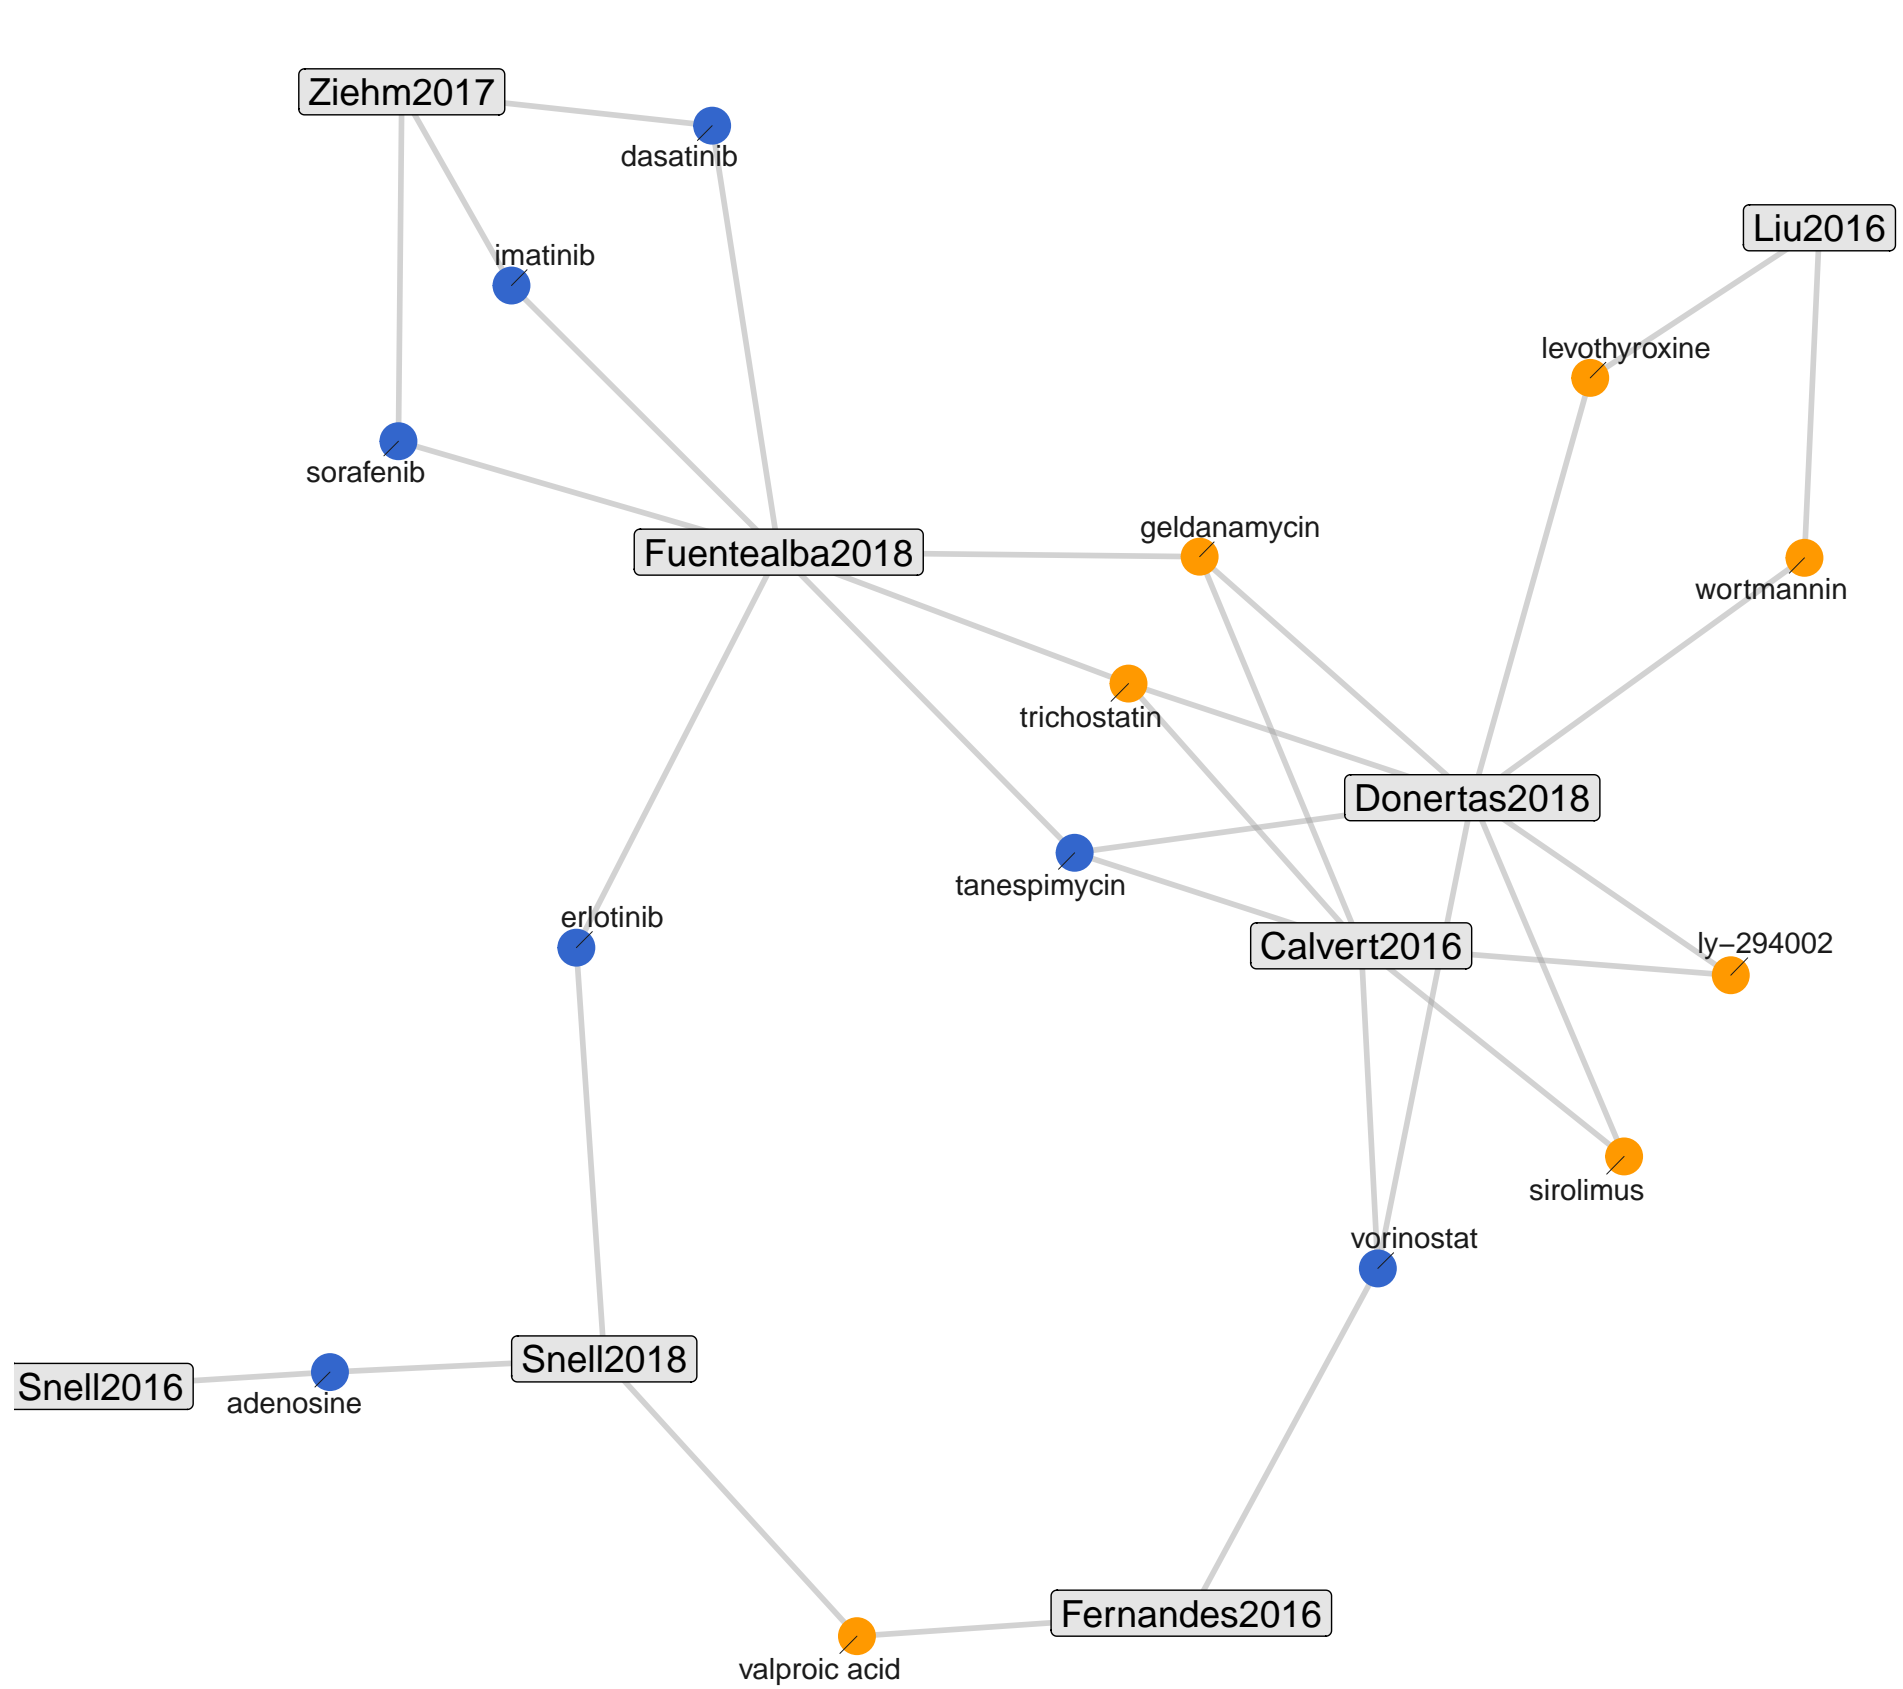 Ziehm2017
dasatinib
Liu2016
imatinib
levothyroxine
sorafenib
geldanamycin
Fuentealba2018
wortmannin
trichostatin
Donertas2018
tanespimycin
erlotinib
Calvert2016
ly−294002
sirolimus
vorinostat
Snell2018
Snell2016
adenosine
Fernandes2016
valproic acid